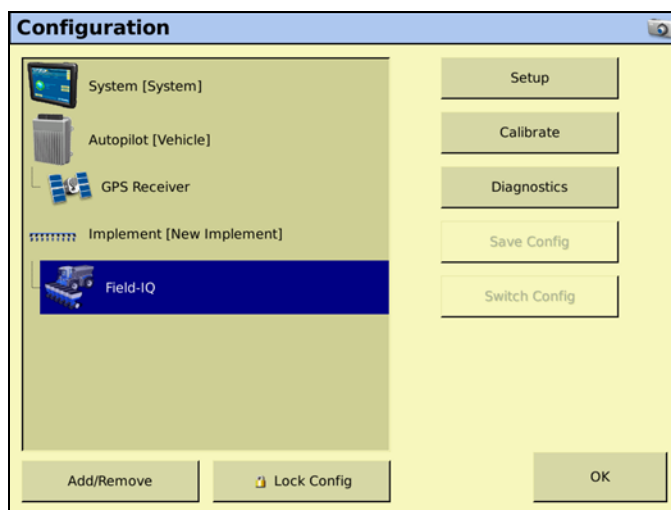 Configuration
System [System]
Autopilot [Vehicle]
GPS Receiver
Implement [New Implement]
Field-IQ
Setup
Calibrate
Diagnostics
Save Config
Switch Config
Add/Remove
Lock Config
OK